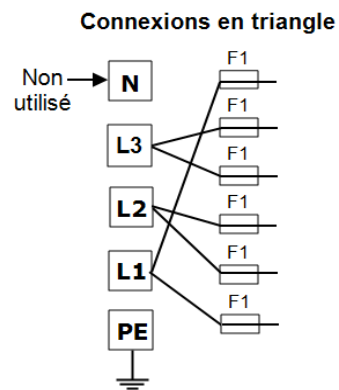 Connexions en triangle
F1
Non
utilisé
N
F1
L3
F1
L2
F1
F1
L1
F1
PE